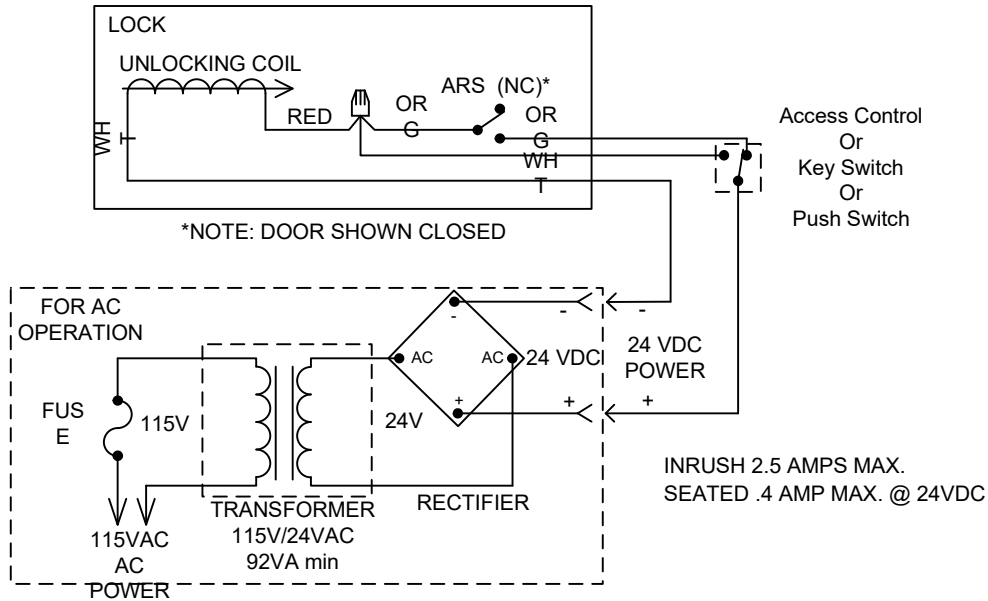 LOCK
UNLOCKING COIL
ARS (NC)*
RED
OR
G
OR
G
WH
T
WH
T
*NOTE: DOOR SHOWN CLOSED
Access Control
Or
Key Switch
Or
Push Switch
FOR AC
OPERATION
FUS
E
115V
24V
AC
AC
-
+
24 VDC
-
+
-
+
24 VDC
POWER
RECTIFIER
TRANSFORMER
115V/24VAC
92VA min
115VAC
AC
POWER
INRUSH 2.5 AMPS MAX.
SEATED .4 AMP MAX. @ 24VDC